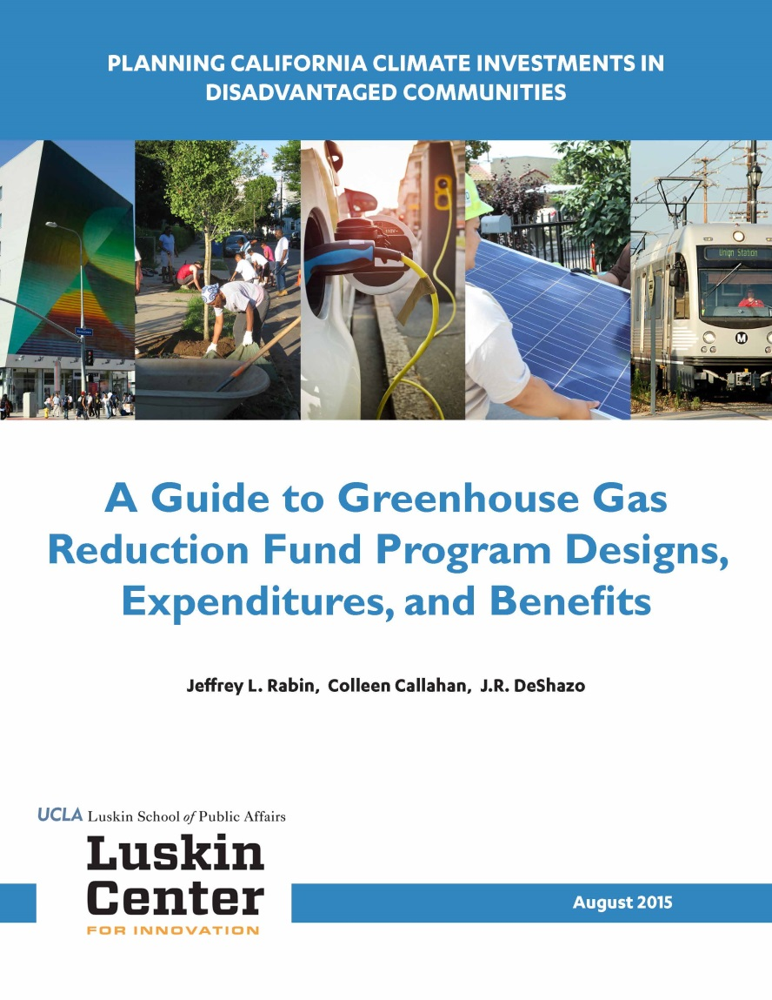 PLANNING CALIFORNIA CLIMATE INVESTMENTS IN
DISADVANTAGED COMMUNITIES
Union Station
M
A Guide to Greenhouse Gas
Reduction Fund Program Designs,
Expenditures, and Benefits
Jeffrey L. Rabin, Colleen Callahan, J.R. DeShazo
UCLA Luskin School of Public Affairs
Luskin
Center
FOR INNOVATION
August 2015